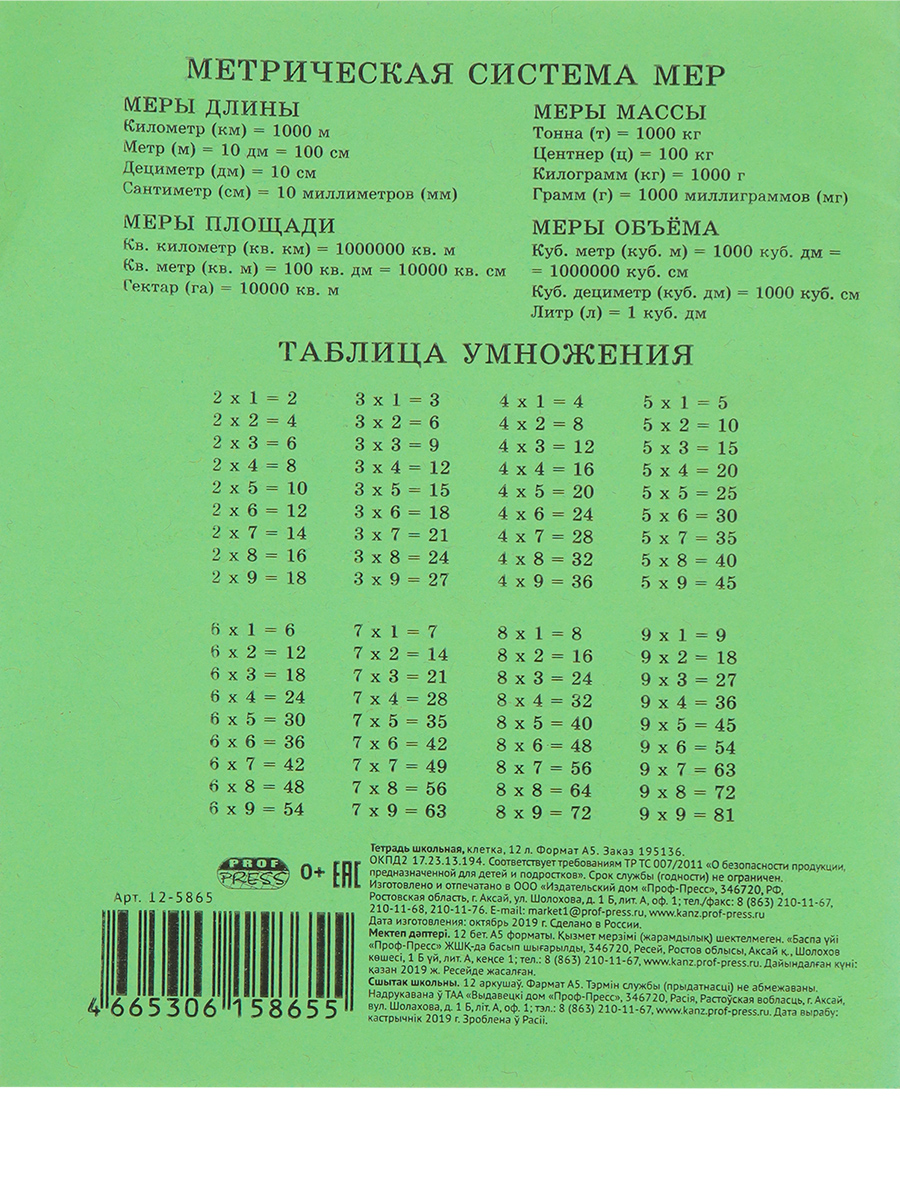 МЕТРИЧЕСКАЯ СИСТЕМА МЕР
МЕРЫ ДЛИНЫ
Километр (км) = 1000 м
Метр (м) = 10 дм = 100 см
Дециметр (дм) = 10 см
Сантиметр (см) = 10 миллиметров (мм)
МЕРЫ ПЛОЩАДИ
Кв. километр (кв. км) = 1000000 кв. м
Кв. метр (кв. м) = 100 кв. дм = 10000 кв. см
Гектар (га) = 10000 кв. м
МЕРЫ МАССЫ
Тонна (т) = 1000 кг
Центнер (ц) = 100 кг
Килограмм (кг) = 1000 г
Грамм (г) = 1000 миллиграммов (мг)
МЕРЫ ОБЪЁМА
Куб. метр (куб. м) = 1000 куб. дм =
= 1000000 куб. см
Куб. дециметр (куб. дм) = 1000 куб. см
Литр (л) = 1 куб. дм
ТАБЛИЦА УМНОЖЕНИЯ
2 x 1 = 2 3 x 1 = 3 4 x 1 = 4 5 x 1 = 5
2 x 2 = 4 3 x 2 = 6 4 x 2 = 8 5 x 2 = 10
2 x 3 = 6 3 x 3 = 9 4 x 3 = 12 5 x 3 = 15
2 x 4 = 8 3 x 4 = 12 4 x 4 = 16 5 x 4 = 20
2 x 5 = 10 3 x 5 = 15 4 x 5 = 20 5 x 5 = 25
2 x 6 = 12 3 x 6 = 18 4 x 6 = 24 5 x 6 = 30
2 x 7 = 14 3 x 7 = 21 4 x 7 = 28 5 x 7 = 35
2 x 8 = 16 3 x 8 = 24 4 x 8 = 32 5 x 8 = 40
2 x 9 = 18 3 x 9 = 27 4 x 9 = 36 5 x 9 = 45
6 x 1 = 6 7 x 1 = 7 8 x 1 = 8 9 x 1 = 9
6 x 2 = 12 7 x 2 = 14 8 x 2 = 16 9 x 2 = 18
6 x 3 = 18 7 x 3 = 21 8 x 3 = 24 9 x 3 = 27
6 x 4 = 24 7 x 4 = 28 8 x 4 = 32 9 x 4 = 36
6 x 5 = 30 7 x 5 = 35 8 x 5 = 40 9 x 5 = 45
6 x 6 = 36 7 x 6 = 42 8 x 6 = 48 9 x 6 = 54
6 x 7 = 42 7 x 7 = 49 8 x 7 = 56 9 x 7 = 63
6 x 8 = 48 7 x 8 = 56 8 x 8 = 64 9 x 8 = 72
6 x 9 = 54 7 x 9 = 63 8 x 9 = 72 9 x 9 = 81
PROF
PRESS
0+ EAC
Арт. 12-5865
4 665306 158655
Тетрадь школьная, клетка, 12 л. Формат А5. Заказ 195136.
ОКПД2 17.23.13.194. Соответствует требованиям ТР ТС 007/2011 «О безопасности продукции,
предназначенной для детей и подростков». Срок службы (годности) не ограничен.
Изготовлено и отпечатано в ООО «Издательский дом «Проф-Пресс», 346720, РФ,
Ростовская область, г. Аксай, ул. Шолохова, д. 1 Б, лит. А, оф. 1; тел./факс: 8 (863) 210-11-67,
210-11-68, 210-11-76. E-mail: market1@prof-press.ru, www.kanz.prof-press.ru
Дата изготовления: октябрь 2019 г. Сделано в России.
Мектеп дәптері. 12 бет. А5 форматы. Қызмет мерзімі (жарамдылық) шектелмеген. «Баспа үйі
«Проф-Пресс» ЖШҚ-да басып шығарылды, 346720, Ресей, Ростов облысы, Аксай қ., Шолохов
көшесі, 1 Б үй, лит. А, кеңсе 1; тел.: 8 (863) 210-11-67, www.kanz.prof-press.ru. Дайындалған күні:
қазан 2019 ж. Ресейде жасалған.
Сшытак школьны. 12 аркушаў. Фармат А5. Тэрмін службы (прыдатнасці) не абмежаваны.
Надрукавана ў ТАА «Выдавецкі дом «Проф-Пресс», 346720, Расія, Растоўская вобласць, г. Аксай,
вул. Шолахова, д. 1 Б, літ. А, оф. 1; тэл.: 8 (863) 210-11-67, www.kanz.prof-press.ru. Дата вырабу:
кастрычнік 2019 г. Зроблена ў Расіі.